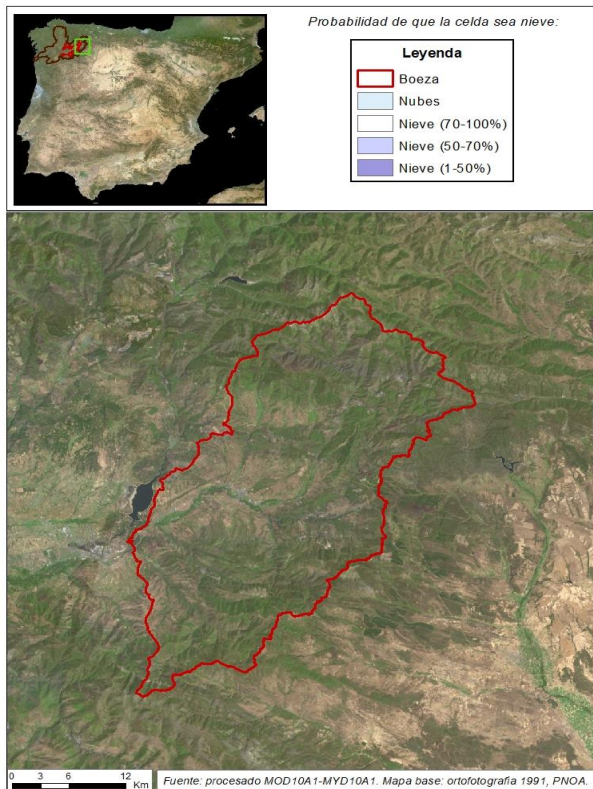 Probabilidad de que la celda sea nieve:
Leyenda
Boeza
Nubes
Nieve (70-100%)
Nieve (50-70%)
Nieve (1-50%)
0 3 6 12
Km
Fuente: procesado MOD10A1-MYD10A1. Mapa base: ortofotografia 1991, PNOA.